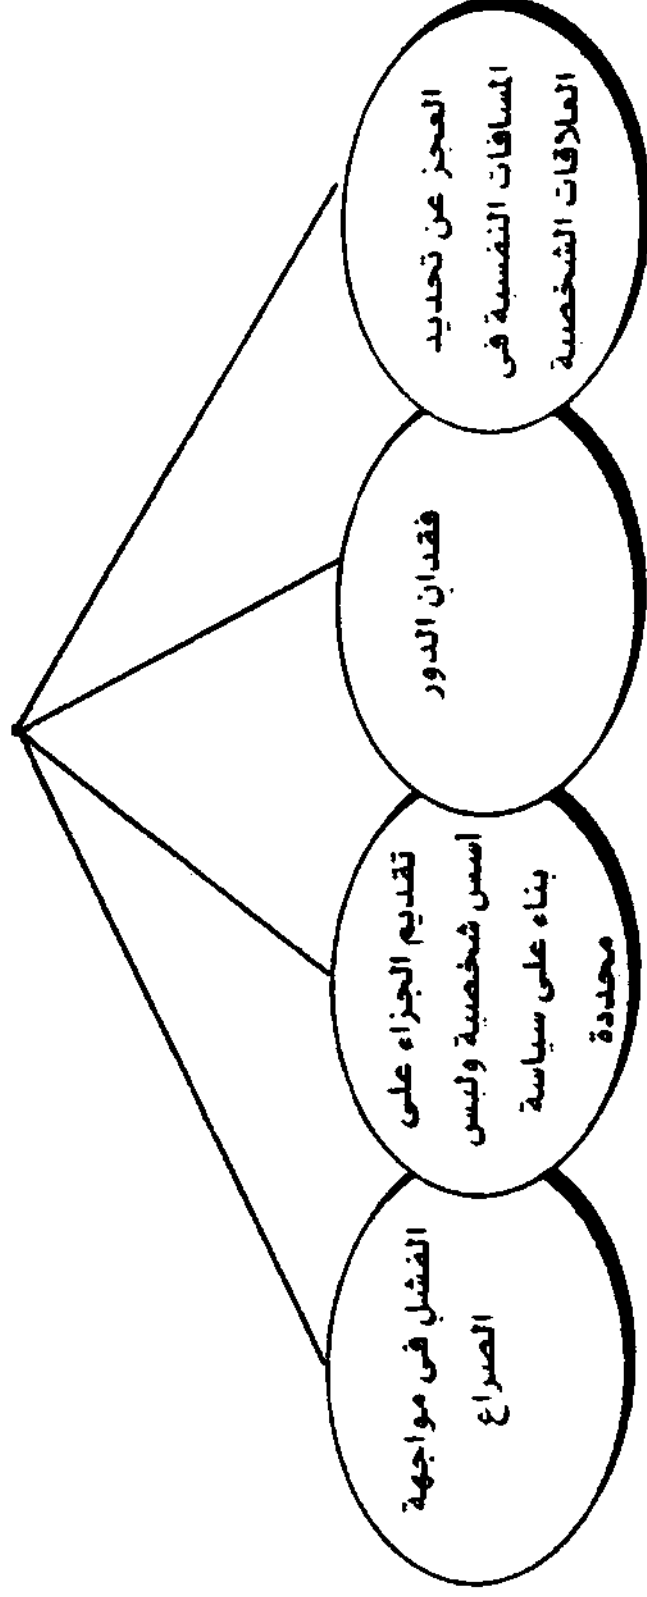 العجز عن تحديد
المسافات النفسية فى
العلاقات الشخصية
فقدان الدور
تقديم الجزاء على
اسس شخصية وليس
بناء على سياسة
محددة
الفشل فى مواجهة
الصراع